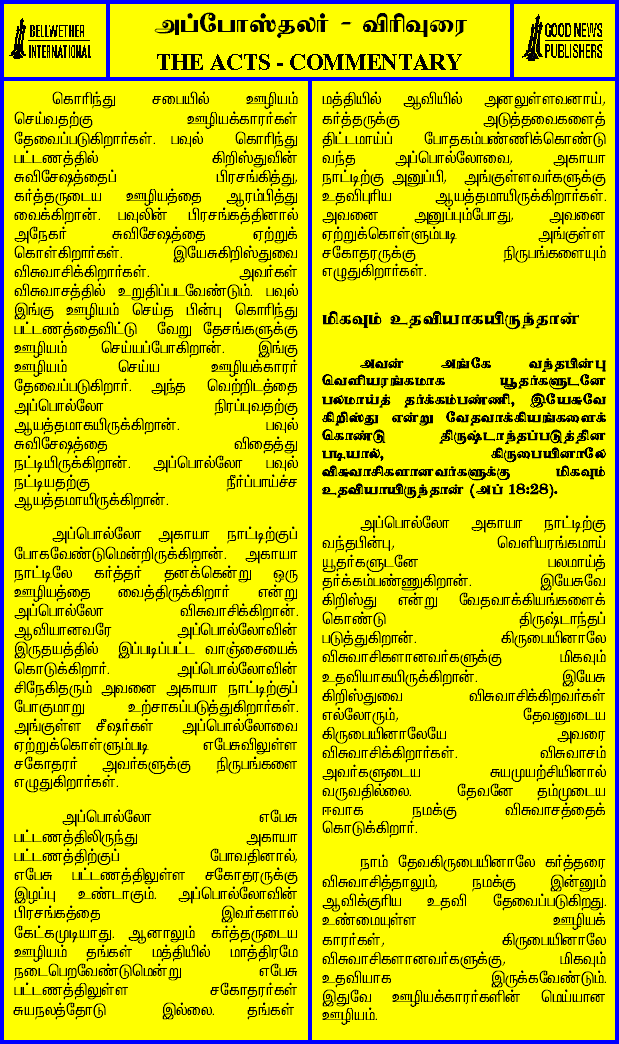 BELLWETHER
INTERNATIONAL
அப்போஸ்தலர் - விரிவுரை
THE ACTS - COMMENTARY
GOOD NEWS
PUBLISHERS
கொரிந்து சபையில் ஊழியம்
செய்வதற்கு ஊழியக்காரர்கள்
தேவைப்படுகிறார்கள். பவுல் கொரிந்து
பட்டணத்தில் கிறிஸ்துவின்
சுவிசேஷத்தைப் பிரசங்கித்து,
கர்த்தருடைய ஊழியத்தை ஆரம்பித்து
வைக்கிறான். பவுலின் பிரசங்கத்தினால்
அநேகர் சுவிசேஷத்தை ஏற்றுக்
கொள்கிறார்கள். இயேசுகிறிஸ்துவை
விசுவாசிக்கிறார்கள். அவர்கள்
விசுவாசத்தில் உறுதிப்படவேண்டும். பவுல்
இங்கு ஊழியம் செய்த பின்பு கொரிந்து
பட்டணத்தைவிட்டு வேறு தேசங்களுக்கு
ஊழியம் செய்யப்போகிறான். இங்கு
ஊழியம் செய்ய ஊழியக்காரர்
தேவைப்படுகிறார். அந்த வெற்றிடத்தை
அப்பொல்லோ நிரப்புவதற்கு
ஆயத்தமாகயிருக்கிறான். பவுல்
சுவிசேஷத்தை விதைத்து
நட்டியிருக்கிறான். அப்பொல்லோ பவுல்
நட்டியதற்கு நீர்ப்பாய்ச்ச
ஆயத்தமாயிருக்கிறான்.
அப்பொல்லோ அகாயா நாட்டிற்குப்
போகவேண்டுமென்றிருக்கிறான். அகாயா
நாட்டிலே கர்த்தர் தனக்கென்று ஒரு
ஊழியத்தை வைத்திருக்கிறார் என்று
அப்பொல்லோ விசுவாசிக்கிறான்.
ஆவியானவரே அப்பொல்லோவின்
இருதயத்தில் இப்படிப்பட்ட வாஞ்சையைக்
கொடுக்கிறார். அப்பொல்லோவின்
சிநேகிதரும் அவனை அகாயா நாட்டிற்குப்
போகுமாறு உற்சாகப்படுத்துகிறார்கள்.
அங்குள்ள சீஷர்கள் அப்பொல்லோவை
ஏற்றுக்கொள்ளும்படி எபேசுவிலுள்ள
சகோதரர் அவர்களுக்கு நிருபங்களை
எழுதுகிறார்கள்.
அப்பொல்லோ எபேசு
பட்டணத்திலிருந்து அகாயா
பட்டணத்திற்குப் போவதினால்,
எபேசு பட்டணத்திலுள்ள சகோதரருக்கு
இழப்பு உண்டாகும். அப்பொல்லோவின்
பிரசங்கத்தை இவர்களால்
கேட்கமுடியாது. ஆனாலும் கர்த்தருடைய
ஊழியம் தங்கள் மத்தியில் மாத்திரமே
நடைபெறவேண்டுமென்று எபேசு
பட்டணத்திலுள்ள சகோதரர்கள்
சுயநலத்தோடு இல்லை. தங்கள்
மத்தியில் ஆவியில் அனலுள்ளவனாய்,
கர்த்தருக்கு அடுத்தவைகளைத்
திட்டமாய்ப் போதகம்பண்ணிக்கொண்டு
வந்த அப்பொல்லோவை, அகாயா
நாட்டிற்கு அனுப்பி, அங்குள்ளவர்களுக்கு
உதவிபுரிய ஆயத்தமாயிருக்கிறார்கள்.
அவனை அனுப்பும்போது, அவனை
ஏற்றுக்கொள்ளும்படி அங்குள்ள
சகோதரருக்கு நிருபங்களையும்
எழுதுகிறார்கள்.
மிகவும் உதவியாகயிருந்தான்
அவன் அங்கே வந்தபின்பு
வெளியரங்கமாக யூதர்களுடனே
பலமாய்த் தர்க்கம்பண்ணி, இயேசுவே
கிறிஸ்து என்று வேதவாக்கியங்களைக்
கொண்டு திருஷ்டாந்தப்படுத்தின
படியால், கிருபையினாலே
விசுவாசிகளானவர்களுக்கு மிகவும்
உதவியாயிருந்தான் (அப் 18:28).
அப்பொல்லோ அகாயா நாட்டிற்கு
வந்தபின்பு, வெளியரங்கமாய்
யூதர்களுடனே பலமாய்த்
தர்க்கம்பண்ணுகிறான். இயேசுவே
கிறிஸ்து என்று வேதவாக்கியங்களைக்
கொண்டு திருஷ்டாந்தப்
படுத்துகிறான். கிருபையினாலே
விசுவாசிகளானவர்களுக்கு மிகவும்
உதவியாகயிருக்கிறான். இயேசு
கிறிஸ்துவை விசுவாசிக்கிறவர்கள்
எல்லோரும், தேவனுடைய
கிருபையினாலேயே அவரை
விசுவாசிக்கிறார்கள். விசுவாசம்
அவர்களுடைய சுயமுயற்சியினால்
வருவதில்லை. தேவனே தம்முடைய
ஈவாக நமக்கு விசுவாசத்தைக்
கொடுக்கிறார்.
நாம் தேவகிருபையினாலே கர்த்தரை
விசுவாசித்தாலும், நமக்கு இன்னும்
ஆவிக்குரிய உதவி தேவைப்படுகிறது.
உண்மையுள்ள ஊழியக்
காரர்கள், கிருபையினாலே
விசுவாசிகளானவர்களுக்கு, மிகவும்
உதவியாக இருக்கவேண்டும்.
இதுவே ஊழியக்காரர்களின் மெய்யான
ஊழியம்.